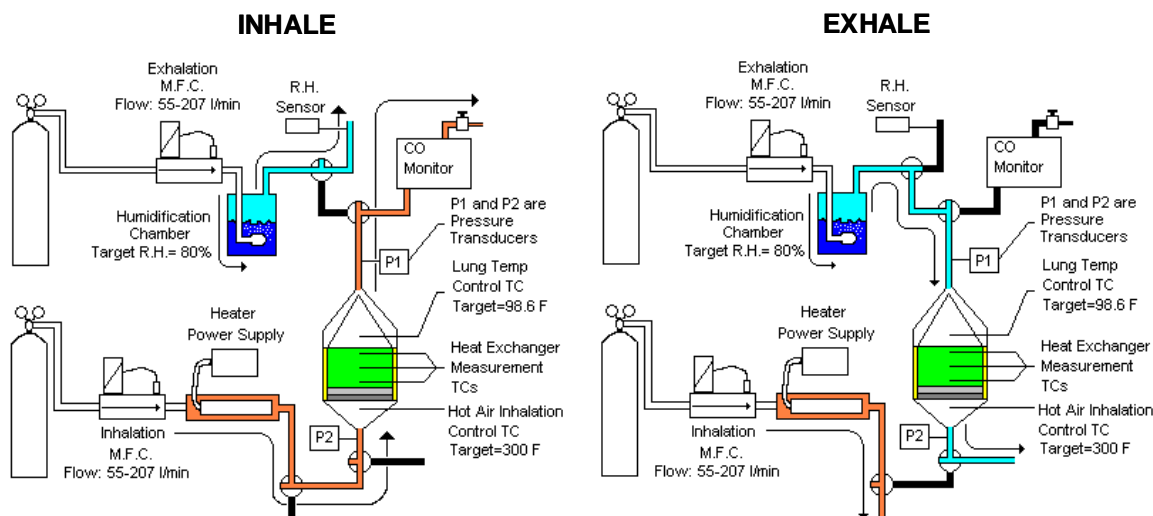 INHALE
Exhalation
M.F.C.
Flow: 55-207 l/min
R.H.
Sensor
CO
Monitor
Humidification
Chamber
Target R.H.= 80%
P1 and P2 are
Pressure
Transducers
P1
Lung Temp
Control TC
Target=98.6 F
Heater
Power Supply
Heat Exchanger
Measurement
TCs
Hot Air Inhalation
Control TC
Target=300 F
P2
Inhalation
M.F.C.
Flow: 55-207 l/min
EXHALE
Exhalation
M.F.C.
Flow: 55-207 l/min
R.H.
Sensor
CO
Monitor
Humidification
Chamber
Target R.H.= 80%
P1 and P2 are
Pressure
Transducers
P1
Lung Temp
Control TC
Target=98.6 F
Heater
Power Supply
Heat Exchanger
Measurement
TCs
Hot Air Inhalation
Control TC
Target=300 F
P2
Inhalation
M.F.C.
Flow: 55-207 l/min